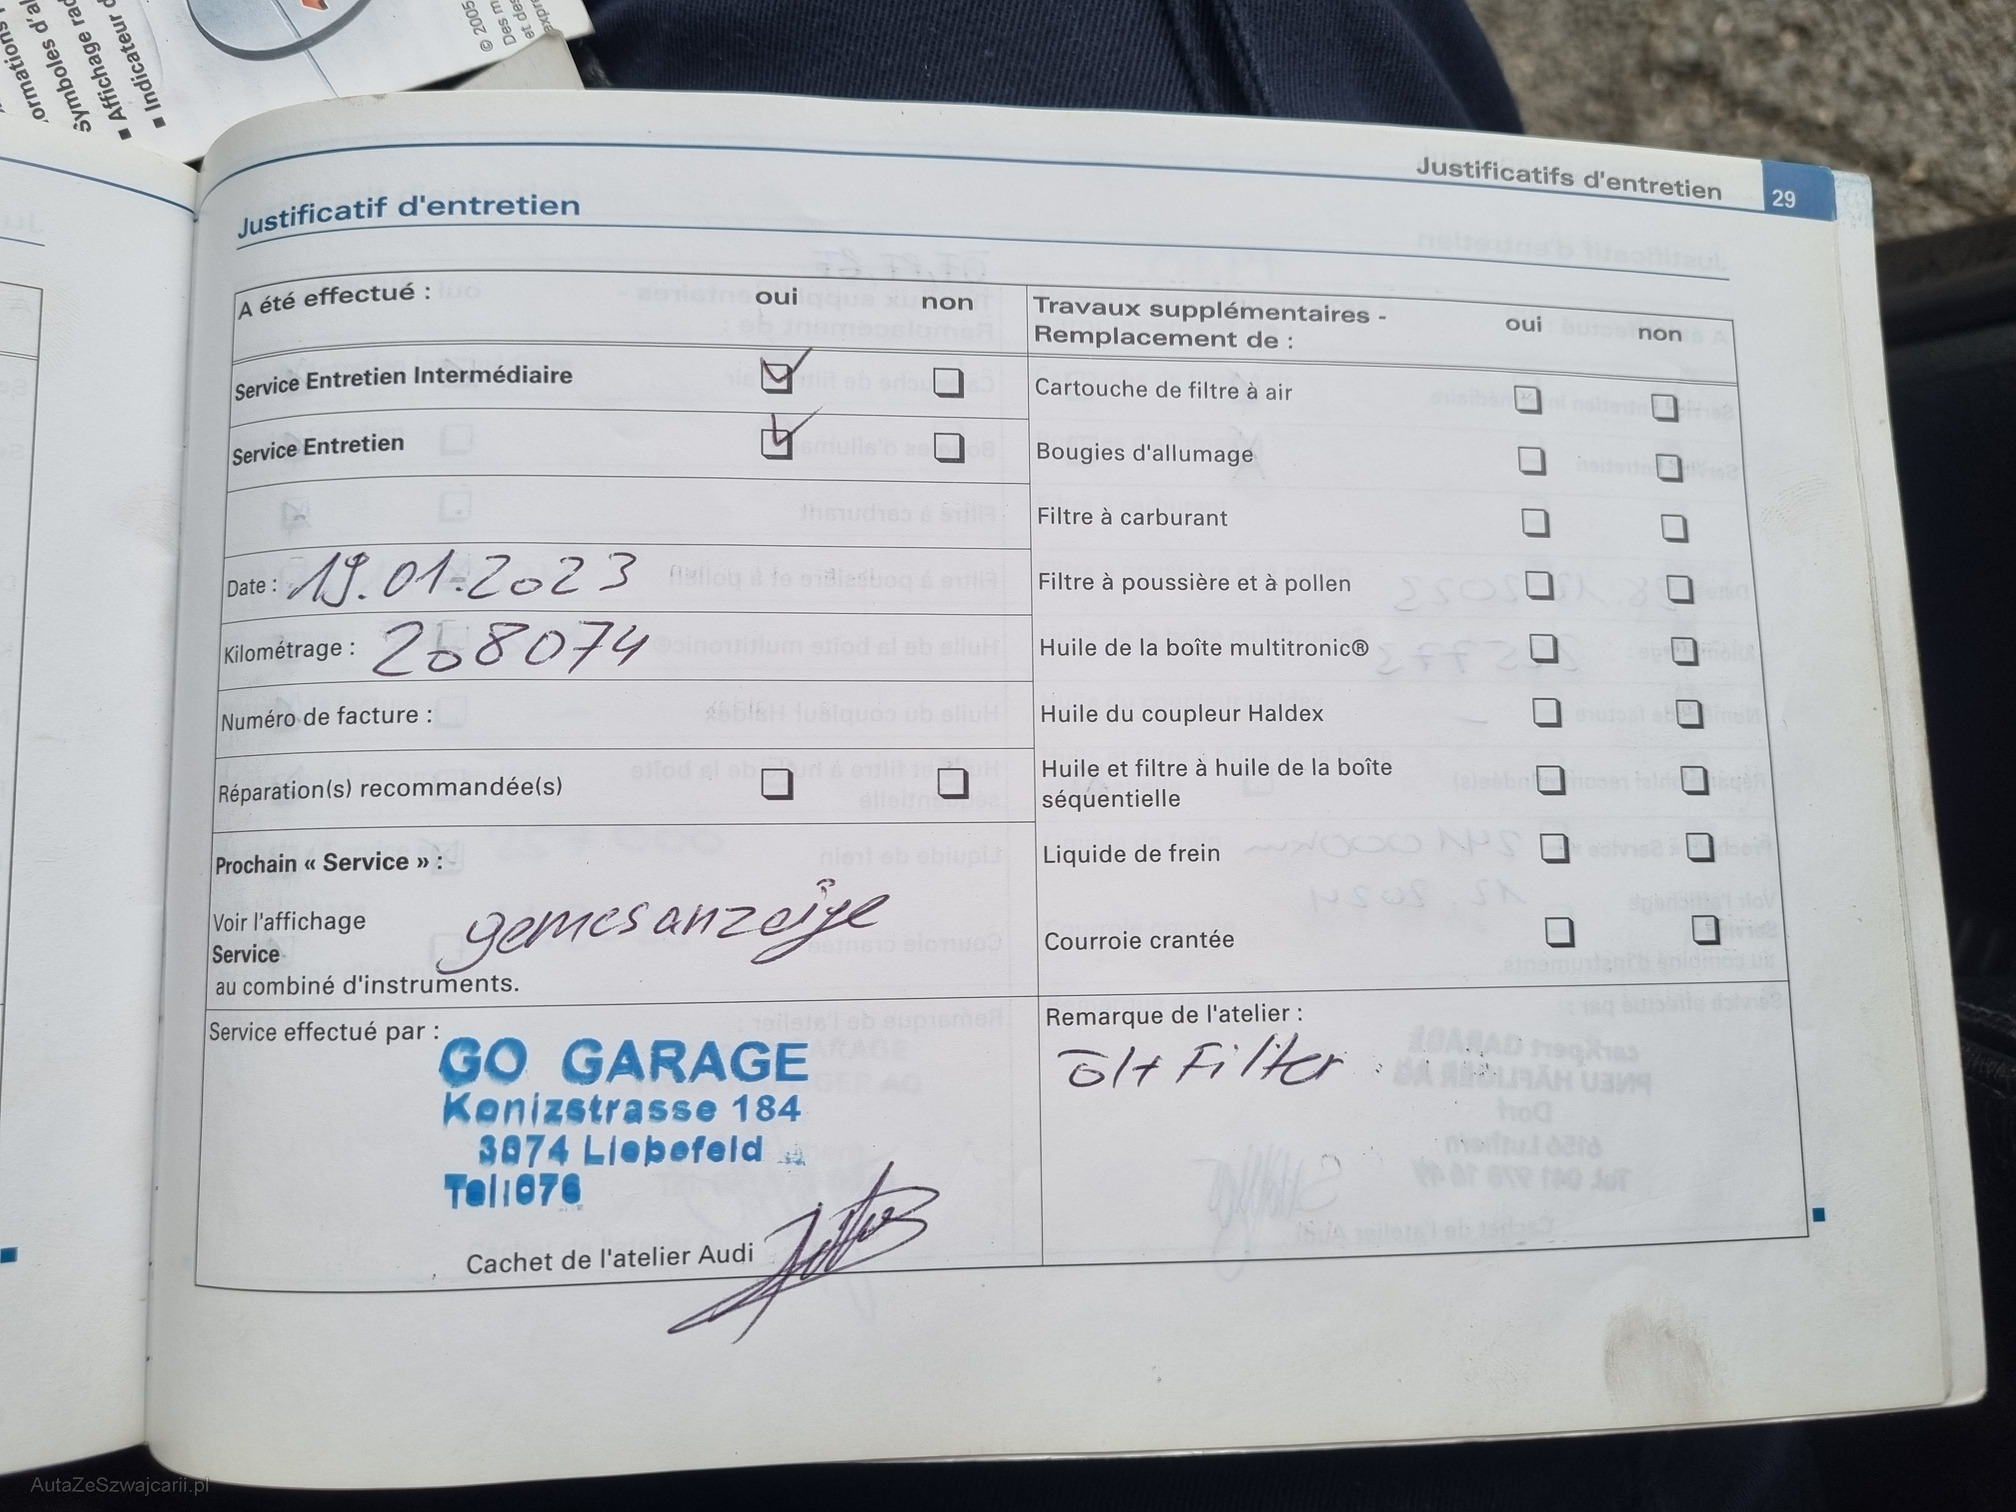 © 2005
Symboles
■ Affichage
■ Indicateur
Justificatifs d'entretien 29
Justificatif d'entretien
A été effectué : oui non
Service Entretien Intermédiaire
Service Entretien
Date : 19.01.2023
Kilométrage : 208074
Numéro de facture :
Réparation(s) recommandée(s)
Prochain « Service » :
Voir l'affichage
Service
au combiné d'instruments.
gemesanzeige
Service effectué par :
GO GARAGE
Konizstrasse 184
3074 Liebefeld
Tel:076
Cachet de l'atelier Audi
Travaux supplémentaires -
Remplacement de : oui non
Cartouche de filtre à air
Bougies d'allumage
Filtre à carburant
Filtre à poussière et à pollen
Huile de la boîte multitronic®
Huile du coupleur Haldex
Huile et filtre à huile de la boîte
séquentielle
Liquide de frein
Courroie crantée
Remarque de l'atelier :
Öl+ Filter
AutaZeSzwajcarii.pl